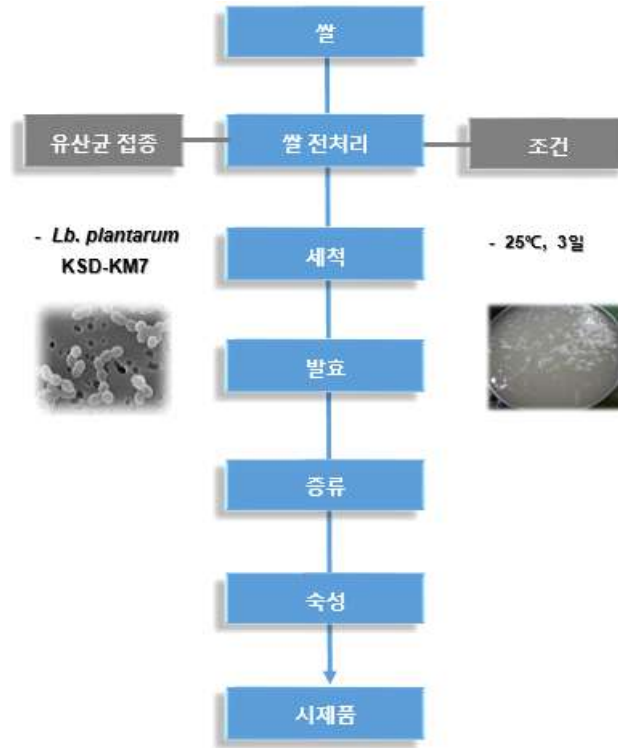 쌀
유산균 접종
쌀 전처리
조건
- Lb. plantarum
KSD-KM7
- 25℃, 3일
세척
발효
증류
숙성
시제품